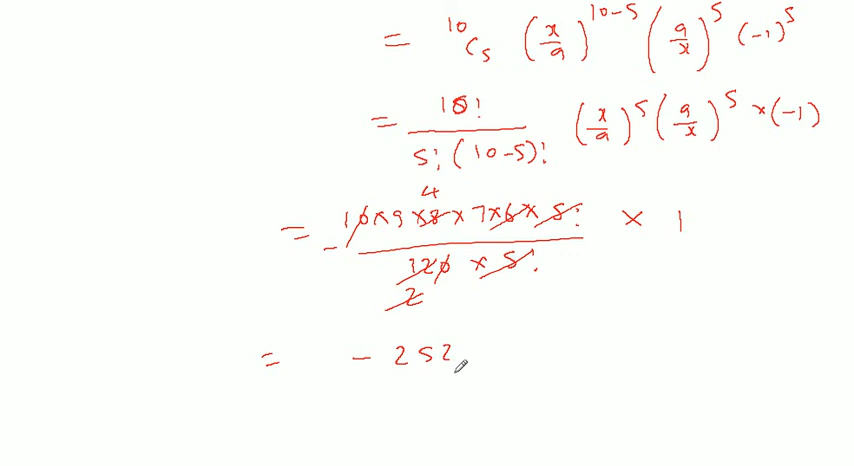 = ¹⁰C₅ (x/a)¹⁰⁻⁵ (a/x)⁵ (-1)⁵
= 10! / 5! (10-5)! (x/a)⁵ (a/x)⁵ × (-1)
4
= - 10×9×8×7×6×5! / 120 × 5! × 1
2
= - 252